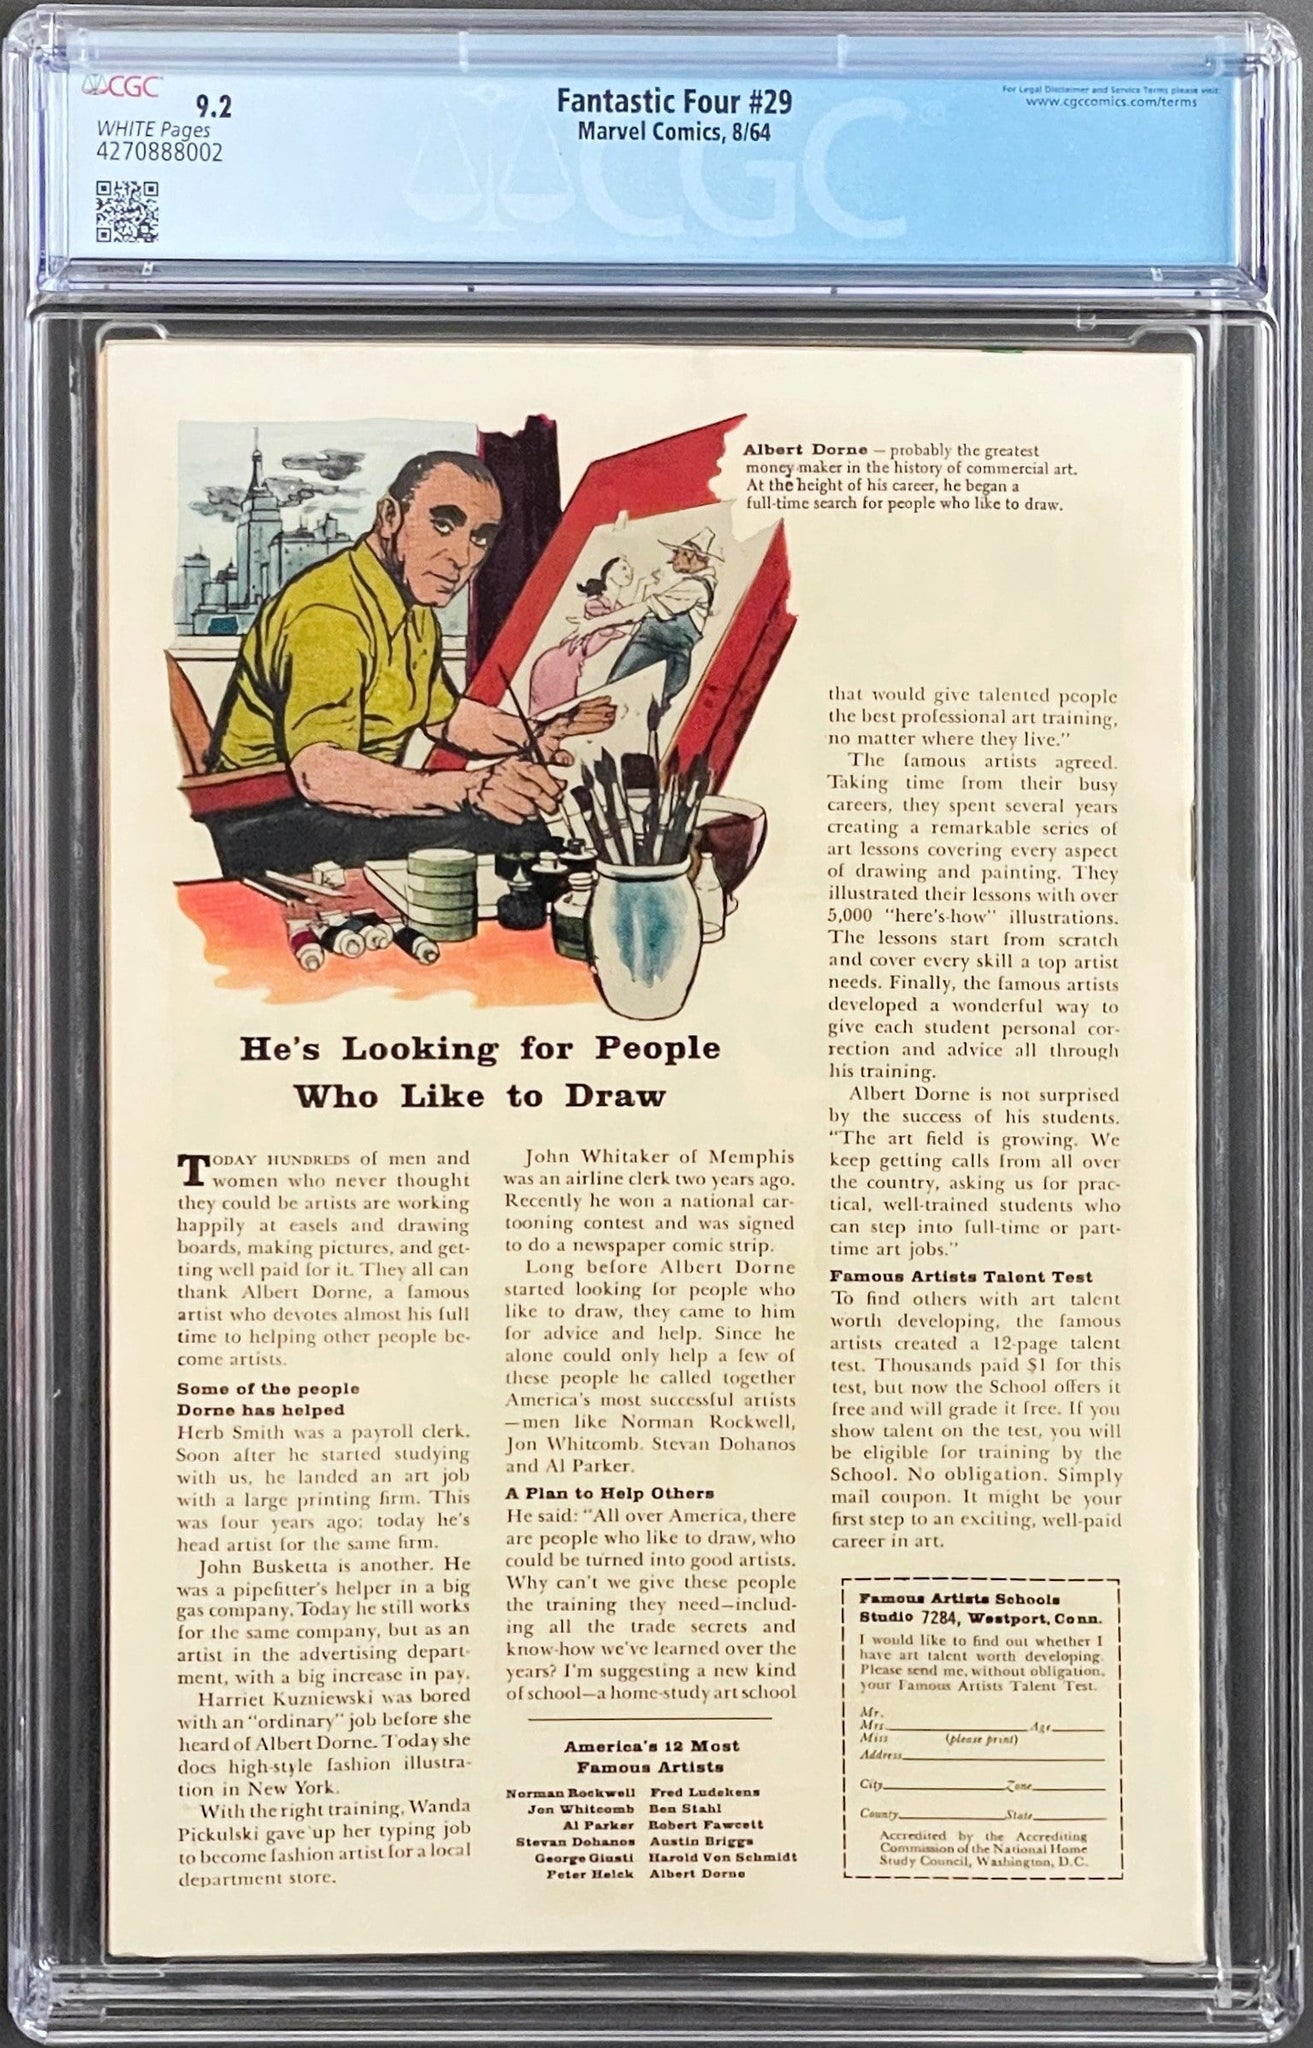 CGC
9.2
WHITE Pages
4270888002
Fantastic Four #29
Marvel Comics, 8/64
For Legal Disclaimer and Service Terms please visit:
www.cgccomics.com/terms
CGC
Albert Dorne — probably the greatest
money-maker in the history of commercial art.
At the height of his career, he began a
full-time search for people who like to draw.
He's Looking for People
Who Like to Draw
TODAY HUNDREDS of men and
women who never thought
they could be artists are working
happily at easels and drawing
boards, making pictures, and get-
ting well paid for it. They all can
thank Albert Dorne, a famous
artist who devotes almost his full
time to helping other people be-
come artists.
Some of the people
Dorne has helped
Herb Smith was a payroll clerk.
Soon after he started studying
with us, he landed an art job
with a large printing firm. This
was four years ago; today he's
head artist for the same firm.
John Busketta is another. He
was a pipefitter's helper in a big
gas company. Today he still works
for the same company, but as an
artist in the advertising depart-
ment, with a big increase in pay.
Harriet Kuzniewski was bored
with an "ordinary" job before she
heard of Albert Dorne. Today she
does high-style fashion illustra-
tion in New York.
With the right training, Wanda
Pickulski gave up her typing job
to become fashion artist for a local
department store.
John Whitaker of Memphis
was an airline clerk two years ago.
Recently he won a national car-
tooning contest and was signed
to do a newspaper comic strip.
Long before Albert Dorne
started looking for people who
like to draw, they came to him
for advice and help. Since he
alone could only help a few of
these people he called together
America's most successful artists
—men like Norman Rockwell,
Jon Whitcomb, Stevan Dohanos
and Al Parker.
A Plan to Help Others
He said: "All over America, there
are people who like to draw, who
could be turned into good artists.
Why can't we give these people
the training they need—includ-
ing all the trade secrets and
know-how we've learned over the
years? I'm suggesting a new kind
of school—a home-study art school
that would give talented people
the best professional art training,
no matter where they live."
The famous artists agreed.
Taking time from their busy
careers, they spent several years
creating a remarkable series of
art lessons covering every aspect
of drawing and painting. They
illustrated their lessons with over
5,000 "here's-how" illustrations.
The lessons start from scratch
and cover every skill a top artist
needs. Finally, the famous artists
developed a wonderful way to
give each student personal cor-
rection and advice all through
his training.
Albert Dorne is not surprised
by the success of his students.
"The art field is growing. We
keep getting calls from all over
the country, asking us for prac-
tical, well-trained students who
can step into full-time or part-
time art jobs."
Famous Artists Talent Test
To find others with art talent
worth developing, the famous
artists created a 12-page talent
test. Thousands paid $1 for this
test, but now the School offers it
free and will grade it free. If you
show talent on the test, you will
be eligible for training by the
School. No obligation. Simply
mail coupon. It might be your
first step to an exciting, well-paid
career in art.
America's 12 Most
Famous Artists
Norman Rockwell Fred Ludekens
Jon Whitcomb Ben Stahl
Al Parker Robert Fawcett
Stevan Dohanos Austin Briggs
George Giusti Harold Von Schmidt
Peter Helck Albert Dorne
Famous Artists Schools
Studio 7284, Westport, Conn.
I would like to find out whether I
have art talent worth developing.
Please send me, without obligation,
your Famous Artists Talent Test.
Mr.
Mrs. Age
Miss (please print)
Address
City Zone
County State
Accredited by the Accrediting
Commission of the National Home
Study Council, Washington, D.C.